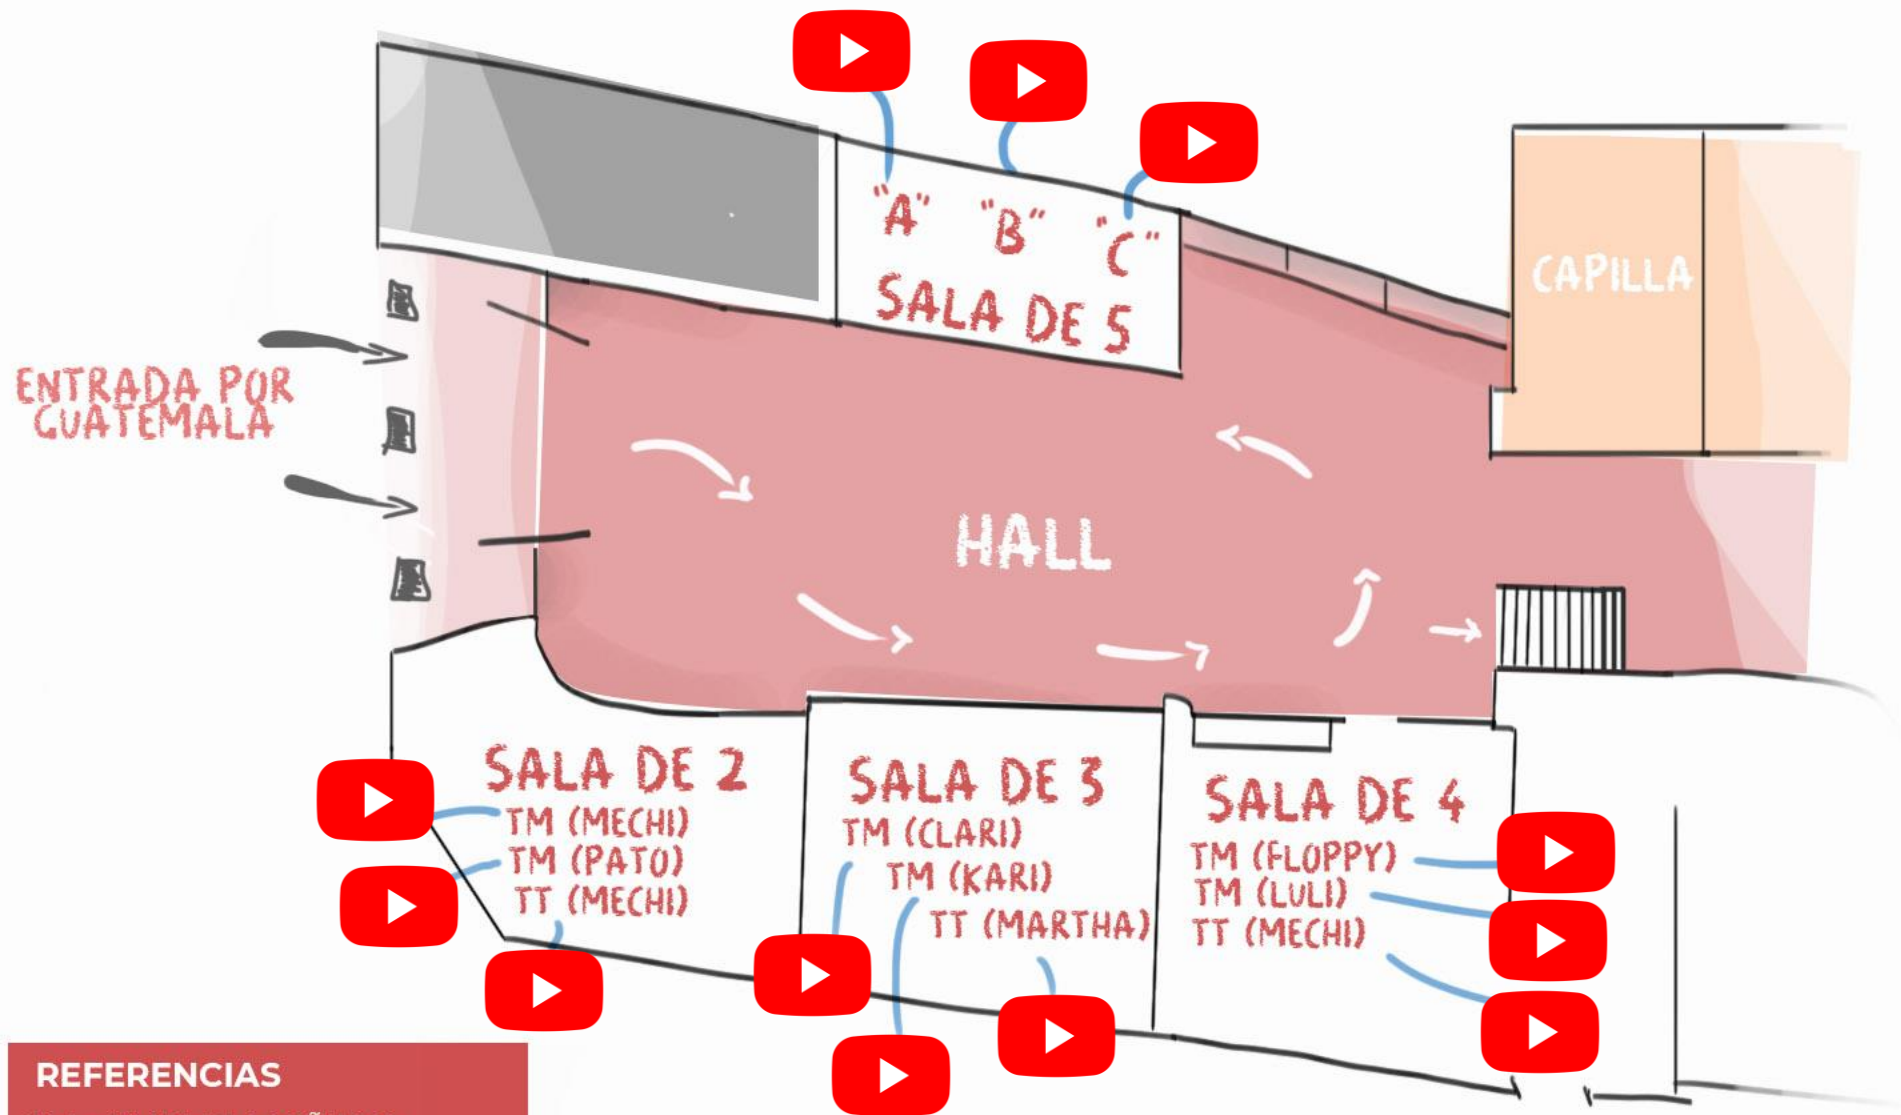 "A" "B" "C"
SALA DE 5
CAPILLA
ENTRADA POR
GUATEMALA
HALL
SALA DE 2
TM (MECHI)
TM (PATO)
TT (MECHI)
SALA DE 3
TM (CLARI)
TM (KARI)
TT (MARTHA)
SALA DE 4
TM (FLOPPY)
TM (LULI)
TT (MECHI)
REFERENCIAS